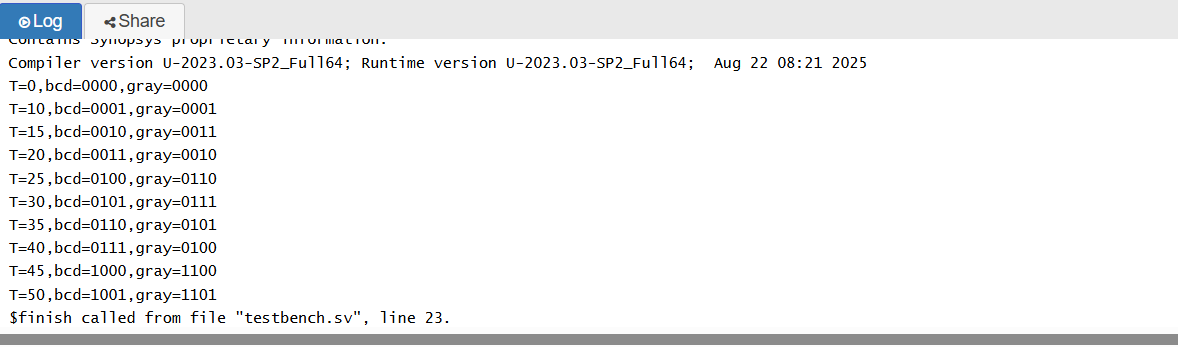 Log
Share
Contains Synopsys proprietary information.
Compiler version U-2023.03-SP2_Full64; Runtime version U-2023.03-SP2_Full64;  Aug 22 08:21 2025
T=0,bcd=0000,gray=0000
T=10,bcd=0001,gray=0001
T=15,bcd=0010,gray=0011
T=20,bcd=0011,gray=0010
T=25,bcd=0100,gray=0110
T=30,bcd=0101,gray=0111
T=35,bcd=0110,gray=0101
T=40,bcd=0111,gray=0100
T=45,bcd=1000,gray=1100
T=50,bcd=1001,gray=1101
$finish called from file "testbench.sv", line 23.